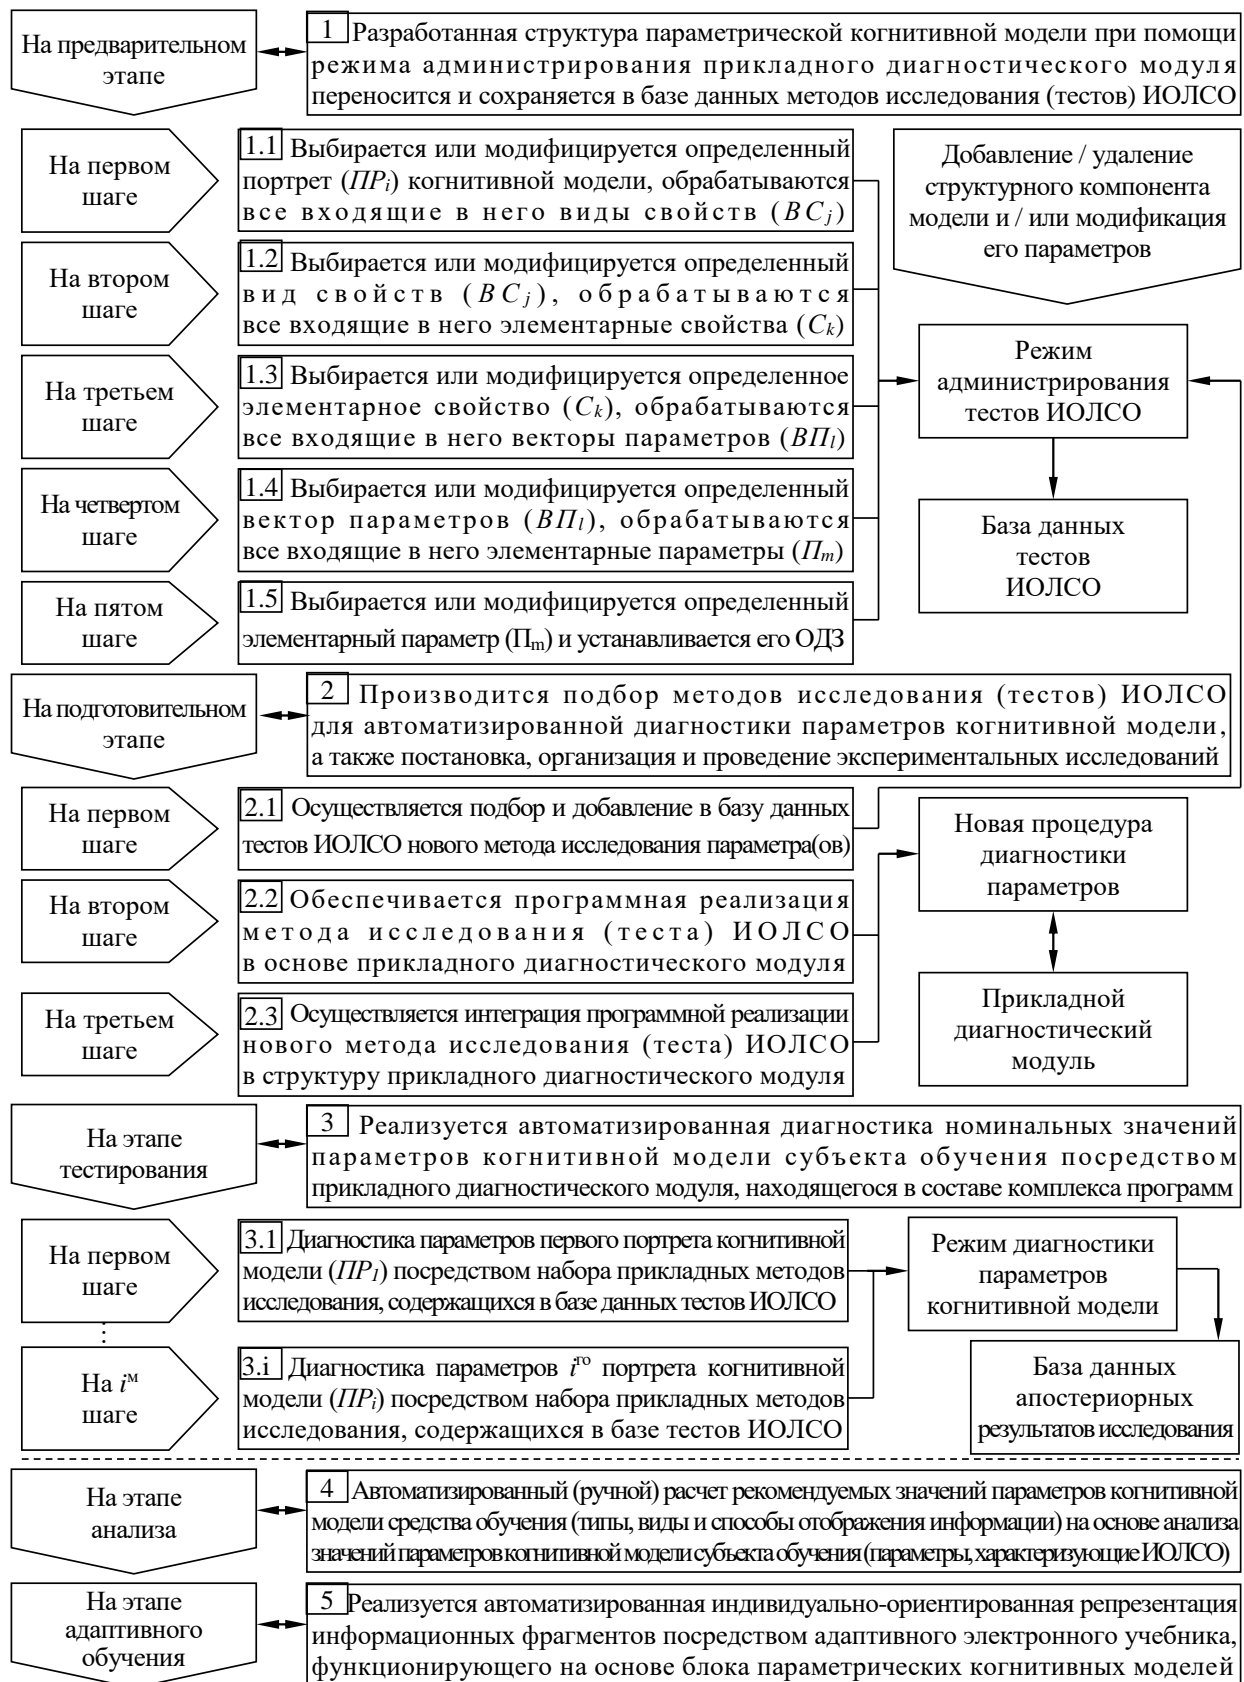 На предварительном
этапе
1 Разработанная структура параметрической когнитивной модели при помощи
режима администрирования прикладного диагностического модуля
переносится и сохраняется в базе данных методов исследования (тестов) ИОЛСО
На первом
шаге
1.1 Выбирается или модифицируется определенный
портрет (ПРi) когнитивной модели, обрабатываются
все входящие в него виды свойств (ВСj)
Добавление / удаление
структурного компонента
модели и / или модификация
его параметров
На втором
шаге
1.2 Выбирается или модифицируется определенный
вид свойств (ВСj), обрабатываются
все входящие в него элементарные свойства (Сk)
На третьем
шаге
1.3 Выбирается или модифицируется определенное
элементарное свойство (Сk), обрабатываются
все входящие в него векторы параметров (ВПl)
Режим
администрирования
тестов ИОЛСО
На четвертом
шаге
1.4 Выбирается или модифицируется определенный
вектор параметров (ВПl), обрабатываются
все входящие в него элементарные параметры (Пm)
База данных
тестов
ИОЛСО
На пятом
шаге
1.5 Выбирается или модифицируется определенный
элементарный параметр (Пm) и устанавливается его ОДЗ
На подготовительном
этапе
2 Производится подбор методов исследования (тестов) ИОЛСО
для автоматизированной диагностики параметров когнитивной модели,
а также постановка, организация и проведение экспериментальных исследований
На первом
шаге
2.1 Осуществляется подбор и добавление в базу данных
тестов ИОЛСО нового метода исследования параметра(ов)
Новая процедура
диагностики
параметров
На втором
шаге
2.2 Обеспечивается программная реализация
метода исследования (теста) ИОЛСО
в основе прикладного диагностического модуля
На третьем
шаге
2.3 Осуществляется интеграция программной реализации
нового метода исследования (теста) ИОЛСО
в структуру прикладного диагностического модуля
Прикладной
диагностический
модуль
На этапе
тестирования
3 Реализуется автоматизированная диагностика номинальных значений
параметров когнитивной модели субъекта обучения посредством
прикладного диагностического модуля, находящегося в составе комплекса программ
На первом
шаге
3.1 Диагностика параметров первого портрета когнитивной
модели (ПР1) посредством набора прикладных методов
исследования, содержащихся в базе данных тестов ИОЛСО
Режим диагностики
параметров
когнитивной модели
На iм
шаге
3.i Диагностика параметров iго портрета когнитивной
модели (ПРi) посредством набора прикладных методов
исследования, содержащихся в базе тестов ИОЛСО
База данных
апостериорных
результатов исследования
На этапе
анализа
4 Автоматизированный (ручной) расчет рекомендуемых значений параметров когнитивной
модели средства обучения (типы, виды и способы отображения информации) на основе анализа
значений параметров когнитивной модели субъекта обучения (параметры, характеризующие ИОЛСО)
На этапе
адаптивного
обучения
5 Реализуется автоматизированная индивидуально-ориентированная репрезентация
информационных фрагментов посредством адаптивного электронного учебника,
функционирующего на основе блока параметрических когнитивных моделей